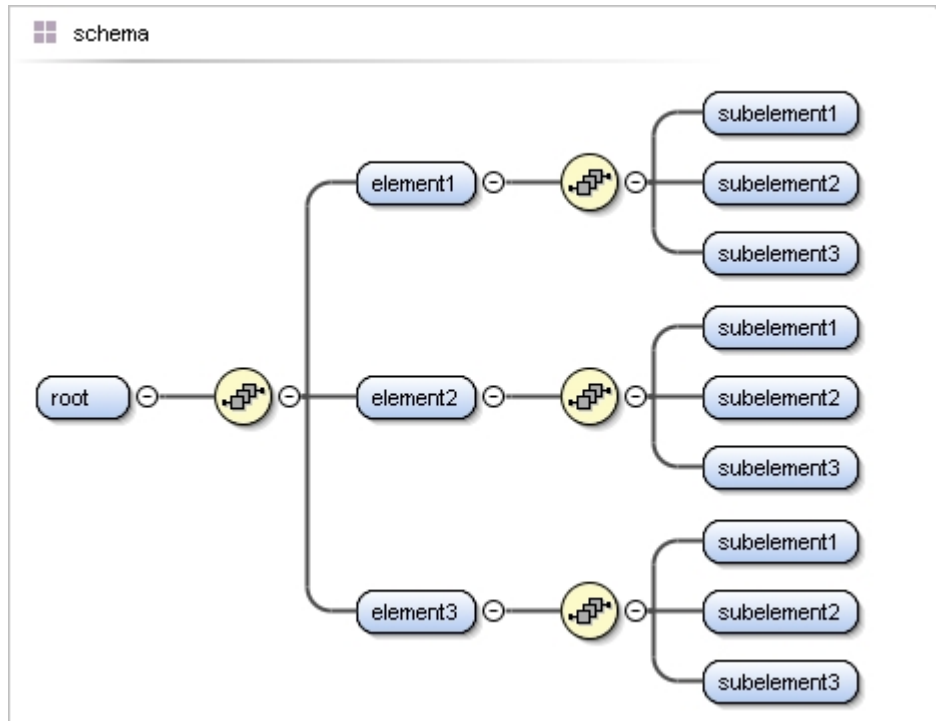 schema
subelement1
element1
subelement2
subelement3
subelement1
root
element2
subelement2
subelement3
subelement1
element3
subelement2
subelement3